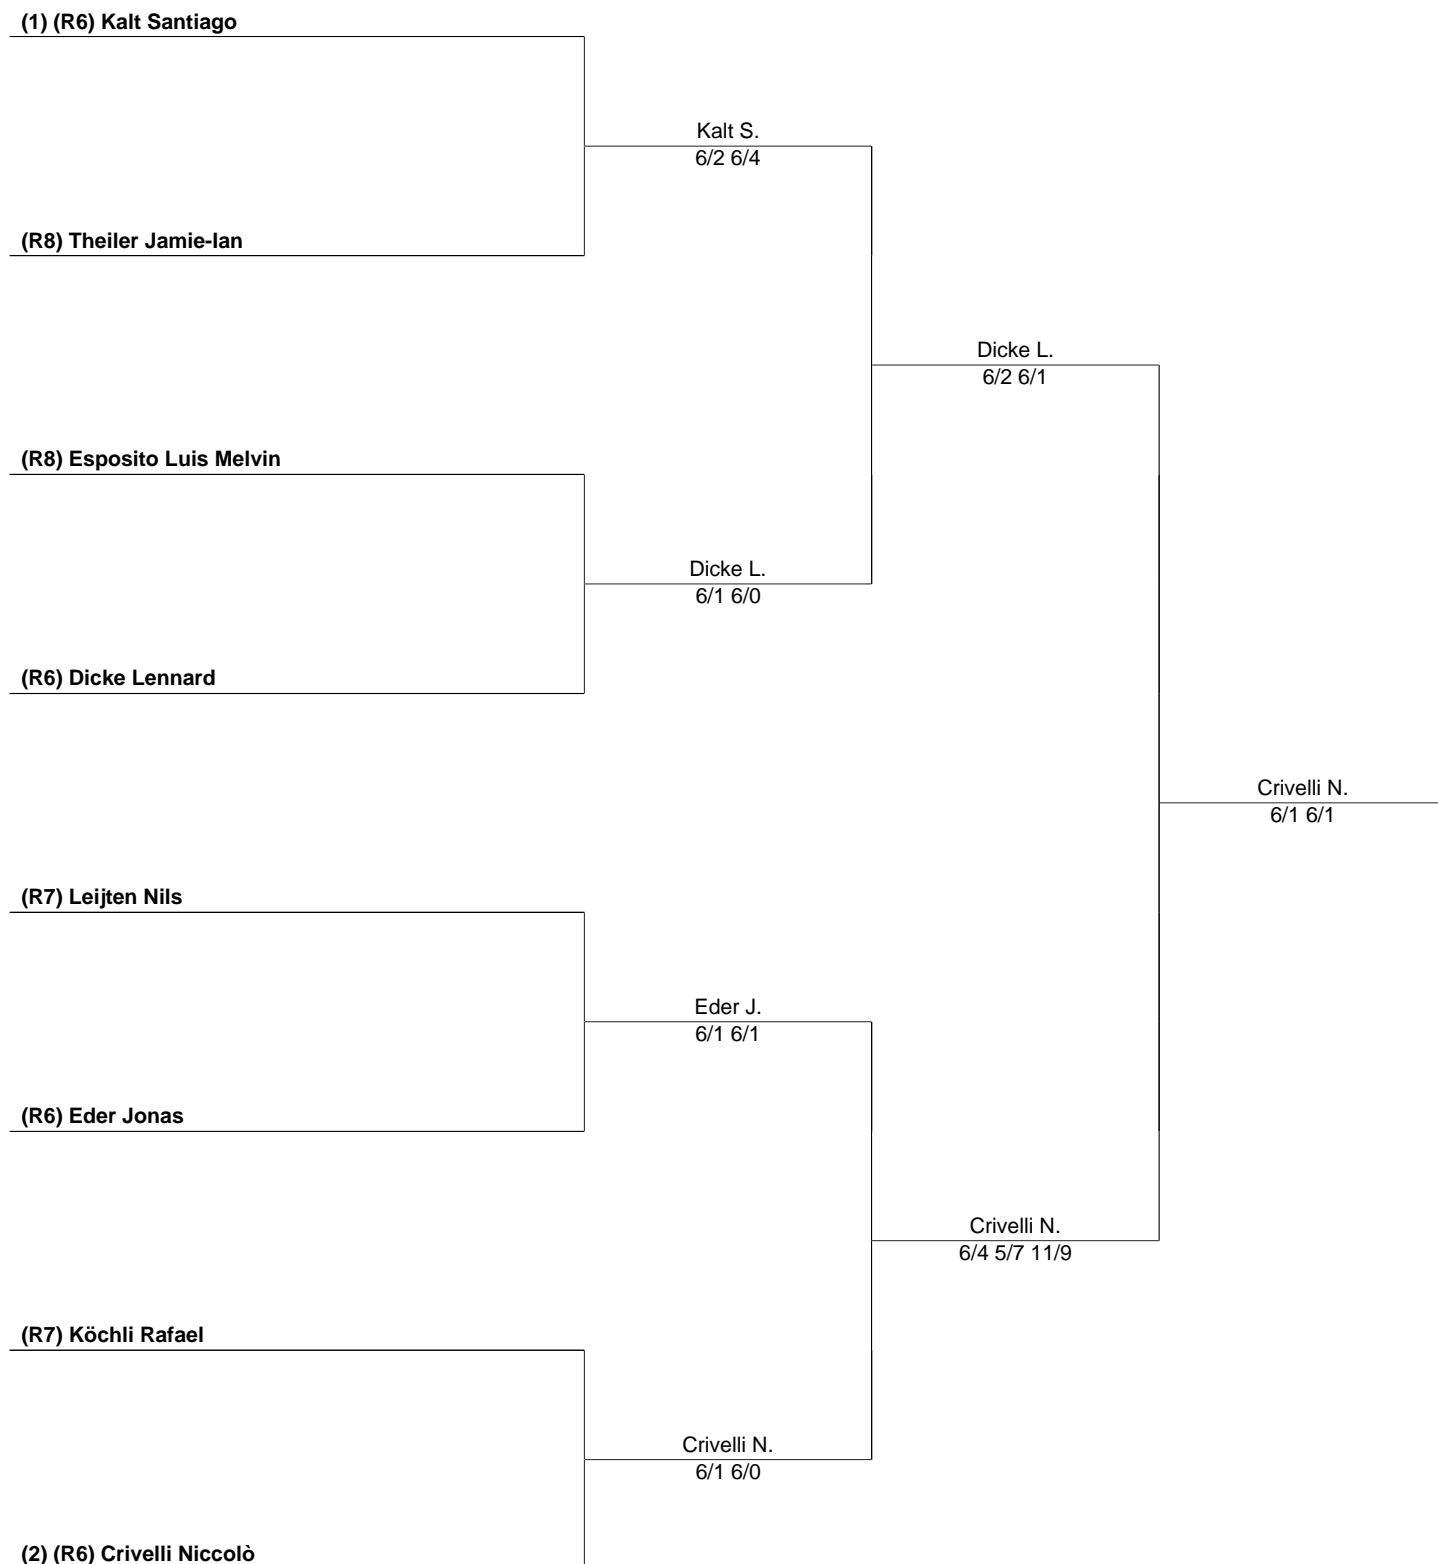 (1) (R6) Kalt Santiago
Kalt S.
6/2 6/4
(R8) Theiler Jamie-Ian
Dicke L.
6/2 6/1
(R8) Esposito Luis Melvin
Dicke L.
6/1 6/0
(R6) Dicke Lennard
Crivelli N.
6/1 6/1
(R7) Leijten Nils
Eder J.
6/1 6/1
(R6) Eder Jonas
Crivelli N.
6/4 5/7 11/9
(R7) Köchli Rafael
Crivelli N.
6/1 6/0
(2) (R6) Crivelli Niccolò